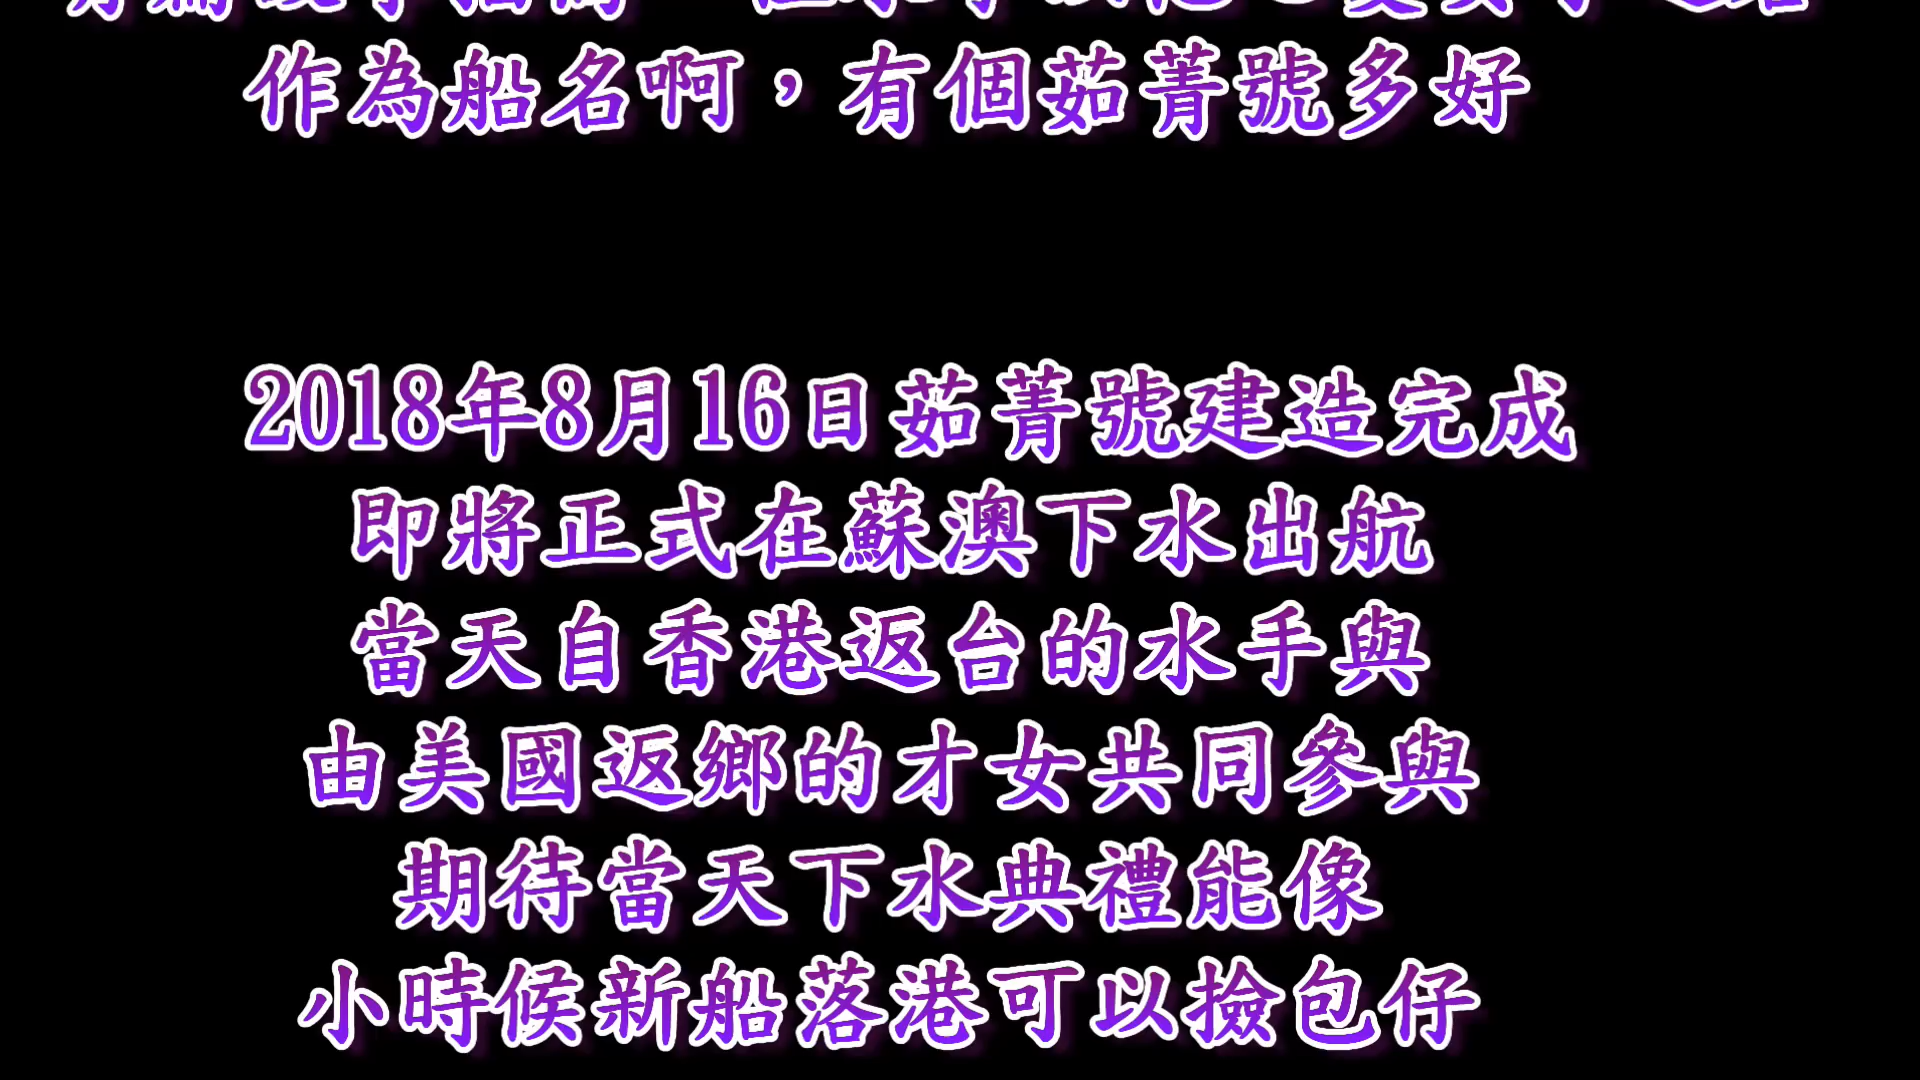 作為船名啊，有個茹菁號多好
2018年8月16日茹菁號建造完成
即將正式在蘇澳下水出航
當天自香港返台的水手與
由美國返鄉的才女共同參與
期待當天下水典禮能像
小時候新船落港可以撿包仔